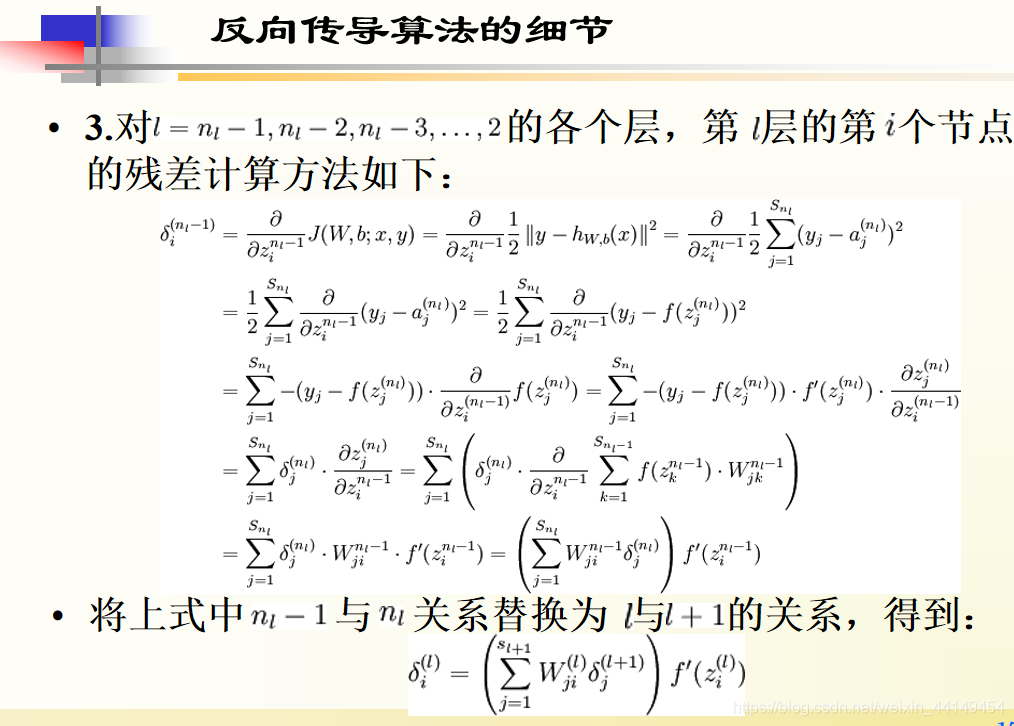 反向传导算法的细节
• 3.对 $l = n_l - 1, n_l - 2, n_l - 3, \ldots, 2$ 的各个层，第 $l$ 层的第 $i$ 个节点
的残差计算方法如下：
$\delta_i^{(n_l-1)} = \frac{\partial}{\partial z_i^{n_l-1}} J(W,b;x,y) = \frac{\partial}{\partial z_i^{n_l-1}} \frac{1}{2} \|y - h_{W,b}(x)\|^2 = \frac{\partial}{\partial z_i^{n_l-1}} \frac{1}{2} \sum_{j=1}^{S_{n_l}} (y_j - a_j^{(n_l)})^2$
$= \frac{1}{2} \sum_{j=1}^{S_{n_l}} \frac{\partial}{\partial z_i^{n_l-1}} (y_j - a_j^{(n_l)})^2 = \frac{1}{2} \sum_{j=1}^{S_{n_l}} \frac{\partial}{\partial z_i^{n_l-1}} (y_j - f(z_j^{(n_l)}))^2$
$= \sum_{j=1}^{S_{n_l}} -(y_j - f(z_j^{(n_l)})) \cdot \frac{\partial}{\partial z_i^{(n_l-1)}} f(z_j^{(n_l)}) = \sum_{j=1}^{S_{n_l}} -(y_j - f(z_j^{(n_l)})) \cdot f'(z_j^{(n_l)}) \cdot \frac{\partial z_j^{(n_l)}}{\partial z_i^{(n_l-1)}}$
$= \sum_{j=1}^{S_{n_l}} \delta_j^{(n_l)} \cdot \frac{\partial z_j^{(n_l)}}{\partial z_i^{n_l-1}} = \sum_{j=1}^{S_{n_l}} \left( \delta_j^{(n_l)} \cdot \frac{\partial}{\partial z_i^{n_l-1}} \sum_{k=1}^{S_{n_l-1}} f(z_k^{n_l-1}) \cdot W_{jk}^{n_l-1} \right)$
$= \sum_{j=1}^{S_{n_l}} \delta_j^{(n_l)} \cdot W_{ji}^{n_l-1} \cdot f'(z_i^{n_l-1}) = \left( \sum_{j=1}^{S_{n_l}} W_{ji}^{n_l-1} \delta_j^{(n_l)} \right) f'(z_i^{n_l-1})$
• 将上式中 $n_l - 1$ 与 $n_l$ 关系替换为 $l$ 与 $l + 1$ 的关系，得到：
$\delta_i^{(l)} = \left( \sum_{j=1}^{s_{l+1}} W_{ji}^{(l)} \delta_j^{(l+1)} \right) f'(z_i^{(l)})$
https://blog.csdn.net/weixin_44149454